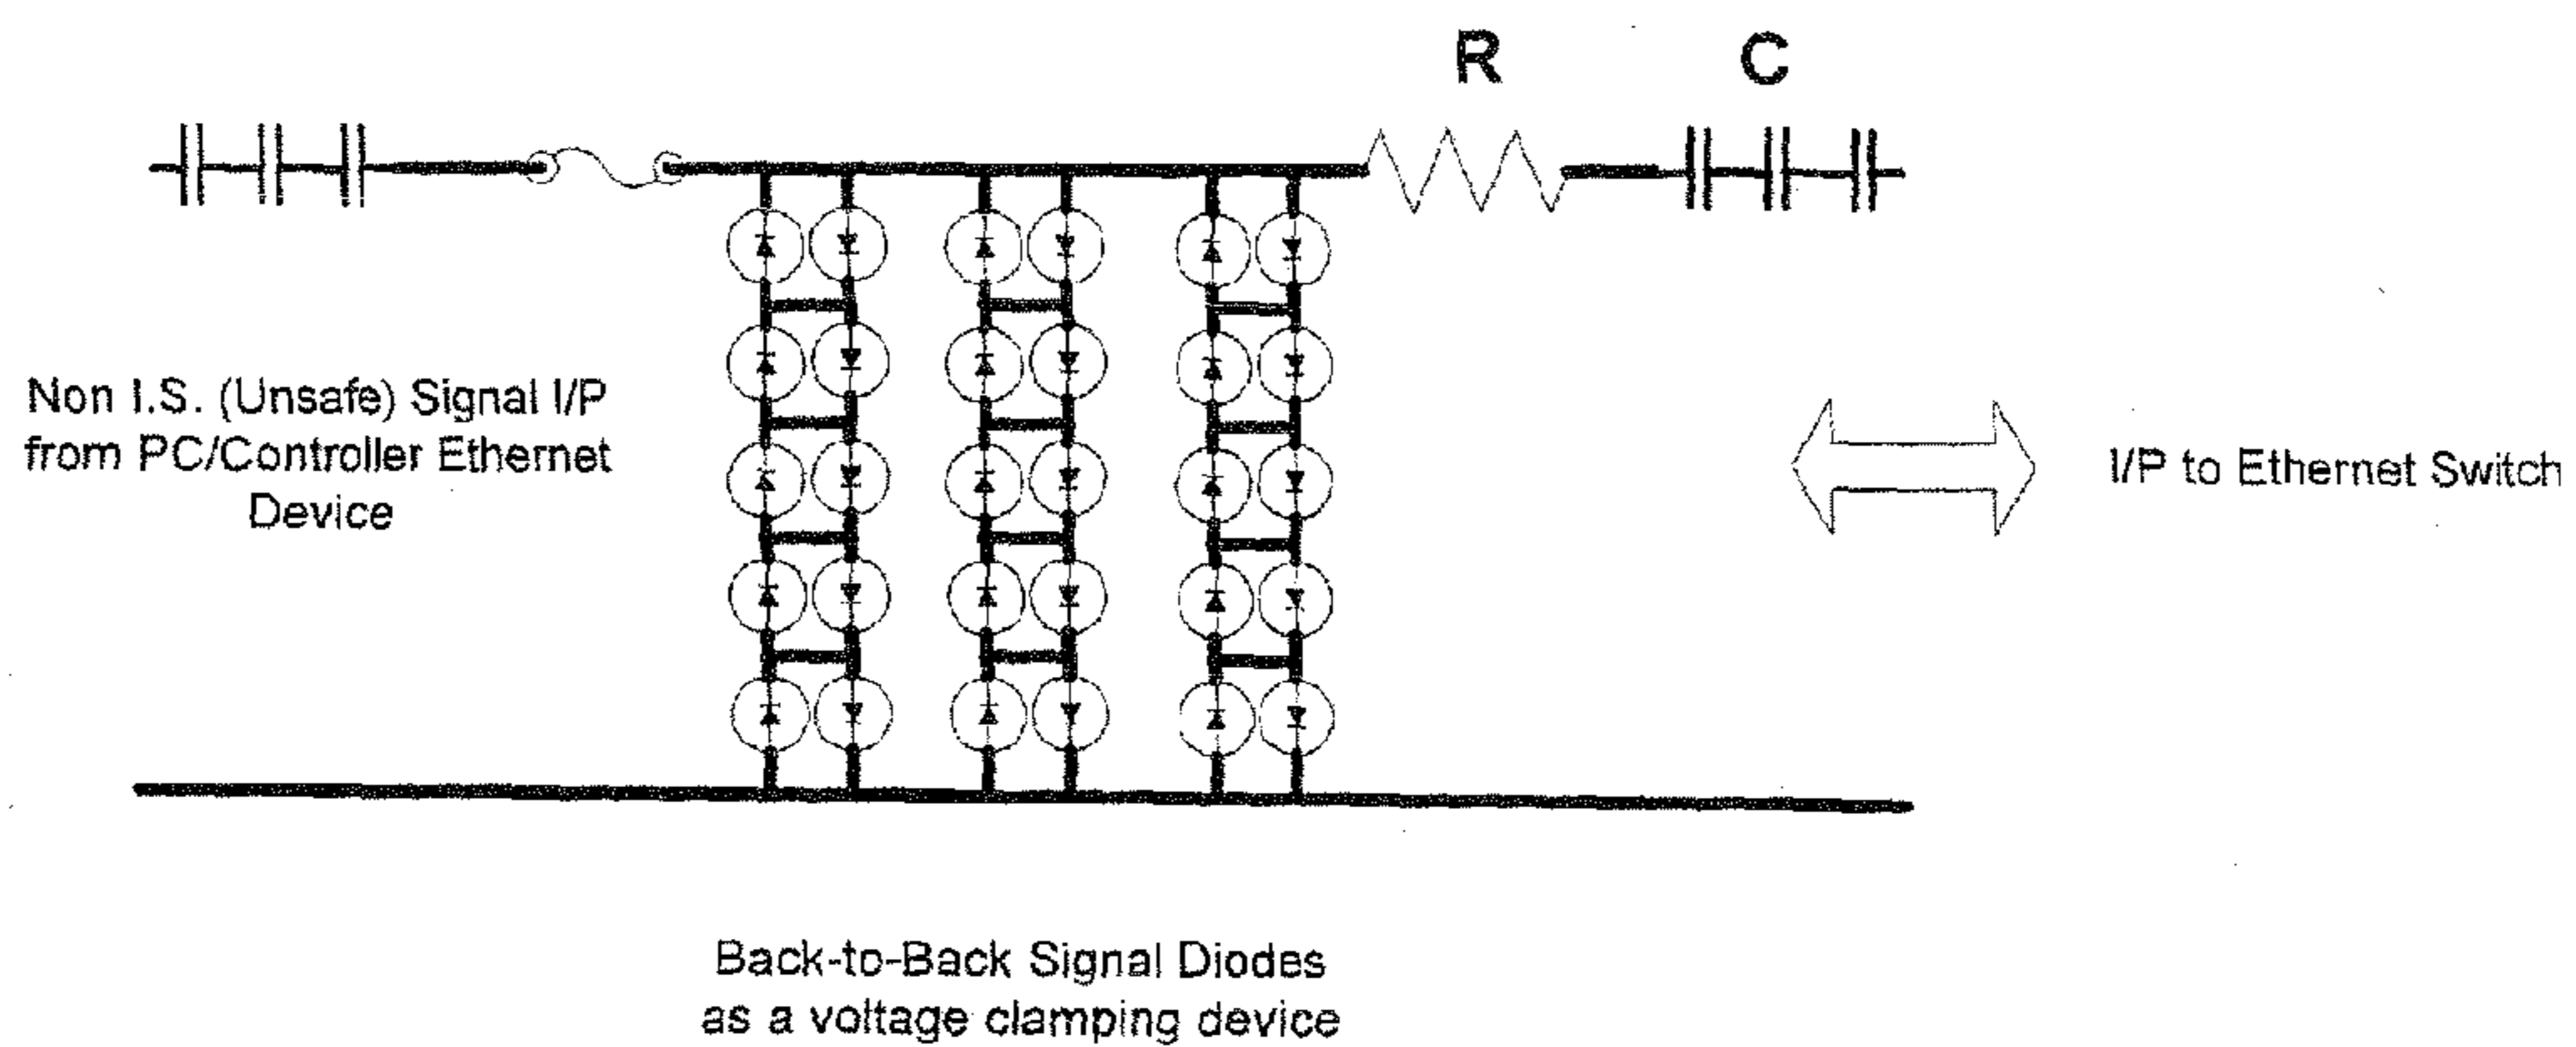 R
C
Non I.S. (Unsafe) Signal I/P
from PC/Controller Ethernet
Device
I/P to Ethernet Switch
Back-to-Back Signal Diodes
as a voltage clamping device